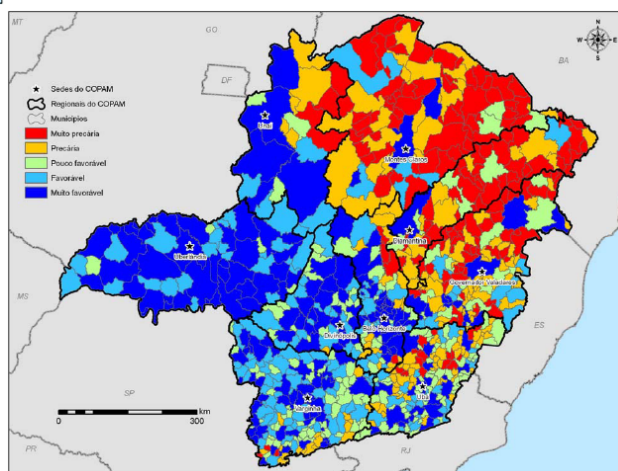 MT
GO
DF
BA
N
W
E
S
Sedes do COPAM
Regionais do COPAM
Municípios
Muito precária
Precária
Pouco favorável
Favorável
Muito favorável
Unaí
Montes Claros
Diamantina
Uberlândia
Governador Valadares
Belo Horizonte
Divinópolis
MS
ES
Varginha
Ubá
SP
0
300
km
PR
RJ